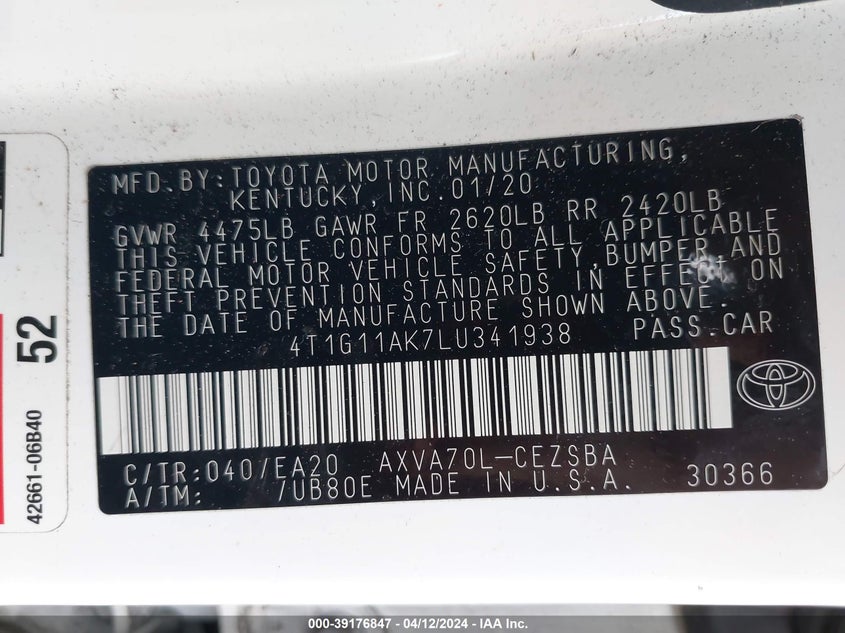 MFD.BY:TOYOTA MOTOR MANUFACTURING,
KENTUCKY,INC.01/20
GVWR 4475LB GAWR FR 2620LB RR 2420LB
THIS VEHICLE CONFORMS TO ALL APPLICABLE
FEDERAL MOTOR VEHICLE SAFETY,BUMPER,AND
THEFT PREVENTION STANDARDS IN EFFECT ON
THE DATE OF MANUFACTURE SHOWN ABOVE.
4T1G11AK7LU341938 PASS.CAR
C/TR:040/EA20 AXVA70L-CEZSBA
A/TM: /UB80E MADE IN U.S.A. 30366
52
42661-06B40
000-39176847 - 04/12/2024 - IAA Inc.